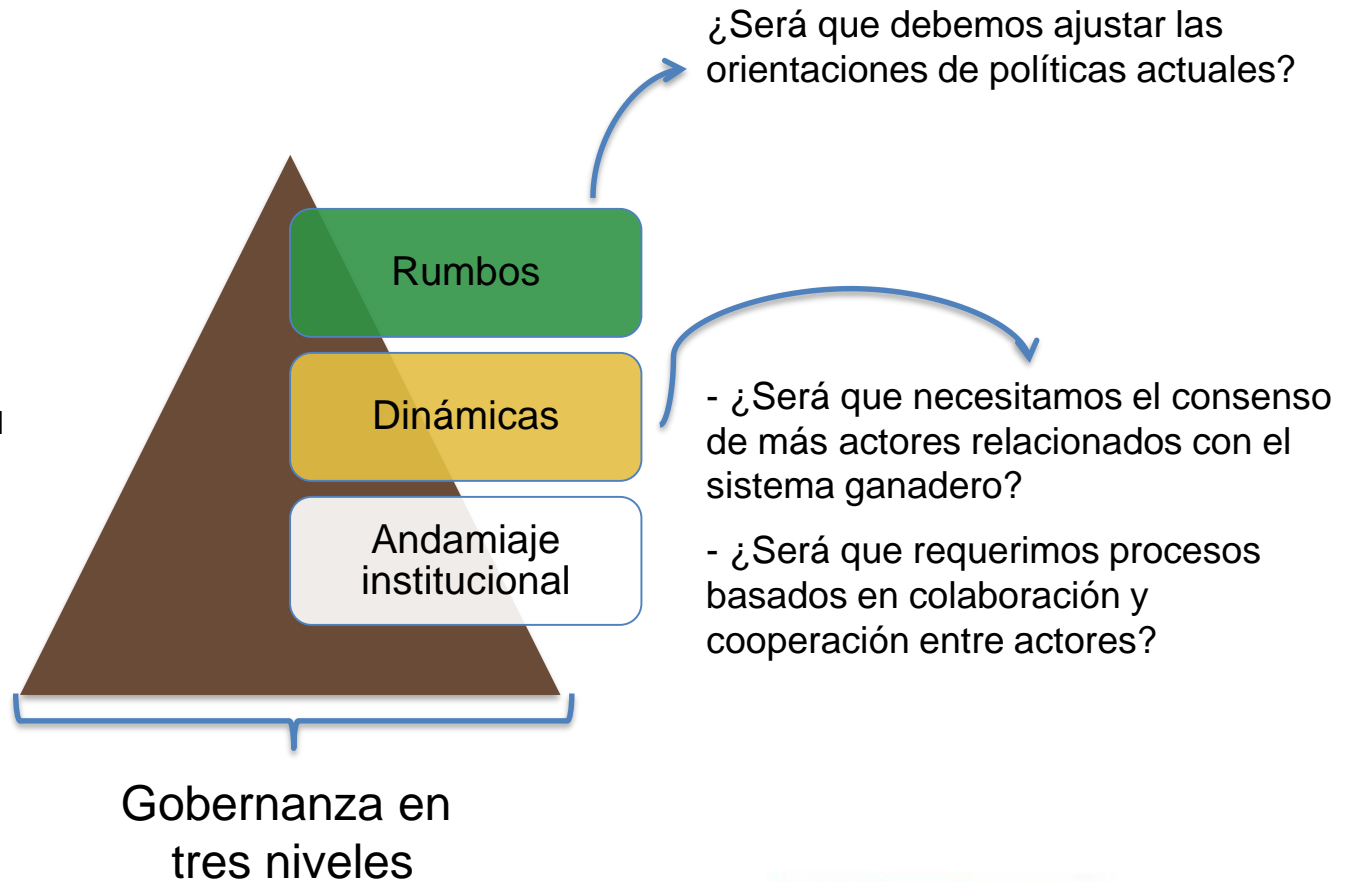 ¿Será que debemos ajustar las
orientaciones de políticas actuales?
Rumbos
Dinámicas
- ¿Será que necesitamos el consenso
de más actores relacionados con el
sistema ganadero?
Andamiaje
institucional
- ¿Será que requerimos procesos
basados en colaboración y
cooperación entre actores?
Gobernanza en
tres niveles